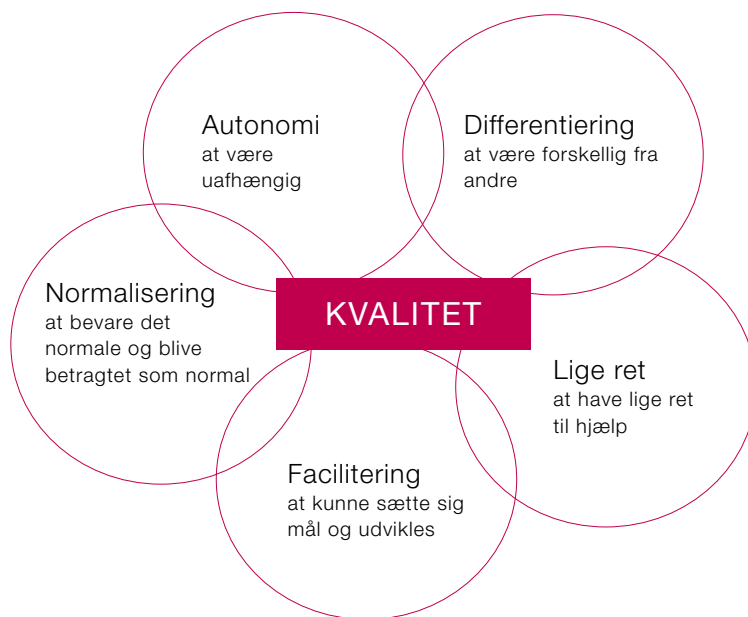 Autonomi
at være
uafhængig
Differentiering
at være forskellig fra
andre
Normalisering
at bevare det
normale og blive
betragtet som normal
KVALITET
Lige ret
at have lige ret
til hjælp
Facilitering
at kunne sætte sig
mål og udvikles